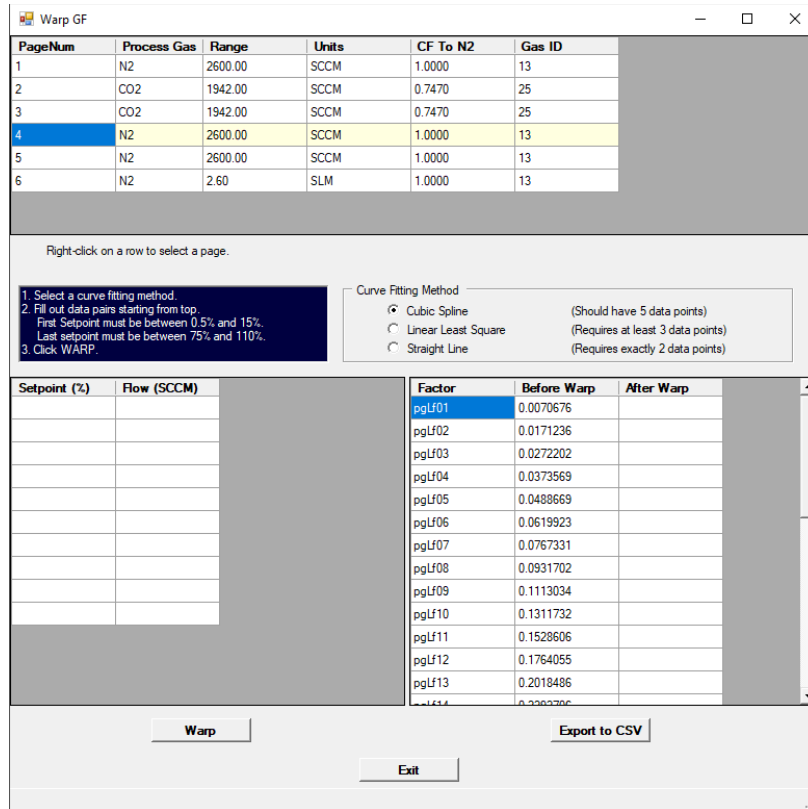 Warp GF
PageNum Process Gas Range Units CF To N2 Gas ID
1 N2 2600.00 SCCM 1.0000 13
2 CO2 1942.00 SCCM 0.7470 25
3 CO2 1942.00 SCCM 0.7470 25
4 N2 2600.00 SCCM 1.0000 13
5 N2 2600.00 SCCM 1.0000 13
6 N2 2.60 SLM 1.0000 13
Right-click on a row to select a page.
1. Select a curve fitting method.
2. Fill out data pairs starting from top.
First Setpoint must be between 0.5% and 15%.
Last setpoint must be between 75% and 110%.
3. Click WARP.
Curve Fitting Method
Cubic Spline (Should have 5 data points)
Linear Least Square (Requires at least 3 data points)
Straight Line (Requires exactly 2 data points)
Setpoint (%) Flow (SCCM)
Factor Before Warp After Warp
pgLf01 0.0070676
pgLf02 0.0171236
pgLf03 0.0272202
pgLf04 0.0373569
pgLf05 0.0488669
pgLf06 0.0619923
pgLf07 0.0767331
pgLf08 0.0931702
pgLf09 0.1113034
pgLf10 0.1311732
pgLf11 0.1528606
pgLf12 0.1764055
pgLf13 0.2018486
Warp
Export to CSV
Exit